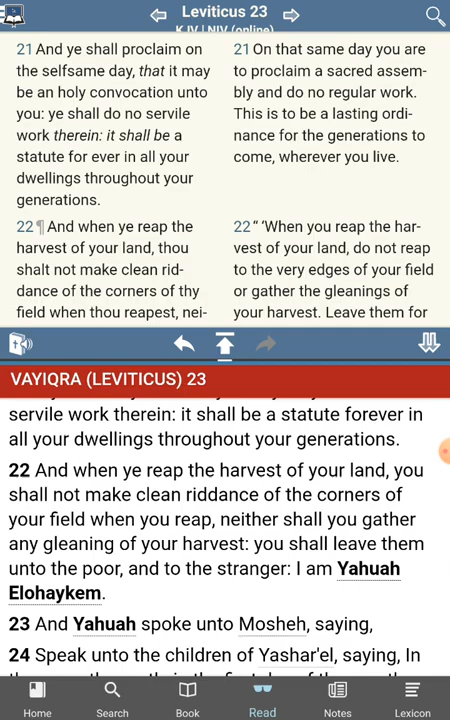 Leviticus 23
KJV | NIV (online)
21 And ye shall proclaim on
the selfsame day, that it may
be an holy convocation unto
you: ye shall do no servile
work therein: it shall be a
statute for ever in all your
dwellings throughout your
generations.
22 ¶ And when ye reap the
harvest of your land, thou
shalt not make clean rid-
dance of the corners of thy
field when thou reapest, nei-
21 On that same day you are
to proclaim a sacred assem-
bly and do no regular work.
This is to be a lasting ordi-
nance for the generations to
come, wherever you live.
22 “ ‘When you reap the har-
vest of your land, do not reap
to the very edges of your field
or gather the gleanings of
your harvest. Leave them for
VAYIQRA (LEVITICUS) 23
servile work therein: it shall be a statute forever in
all your dwellings throughout your generations.
22 And when ye reap the harvest of your land, you
shall not make clean riddance of the corners of
your field when you reap, neither shall you gather
any gleaning of your harvest: you shall leave them
unto the poor, and to the stranger: I am Yahuah
Elohaykem.
23 And Yahuah spoke unto Mosheh, saying,
24 Speak unto the children of Yashar'el, saying, In
Home
Search
Book
Read
Notes
Lexicon